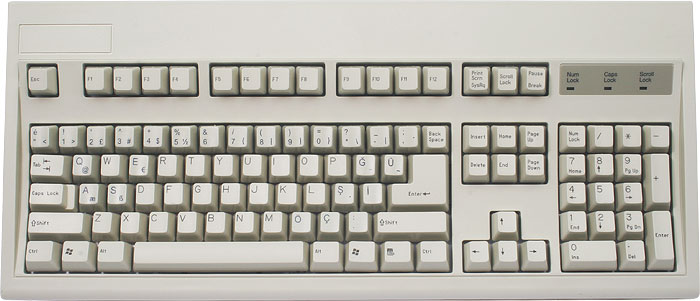 Esc F1 F2 F3 F4 F5 F6 F7 F8 F9 F10 F11 F12 Print Scrn SysRq Scroll Lock Pause Break Num Lock Caps Lock Scroll Lock
é < ! 1 > 2 £ 3 # 4 $ % 5 ½ & 6 / 7 { ( 8 [ ) 9 ] = 0 } ? * Back Space Insert Home Page Up Num Lock / * -
Tab Q @ W E € R T Y U I O P Ğ Ü Delete End Page Down 7 Home 8 9 Pg Up +
Caps Lock A S ß D F G H J K L Ş İ Enter 4 5 6
Shift Z X C V B N M Ö Ç Shift 1 End 2 3 Pg Dn Enter
Ctrl Alt Alt Ctrl 0 Ins Del